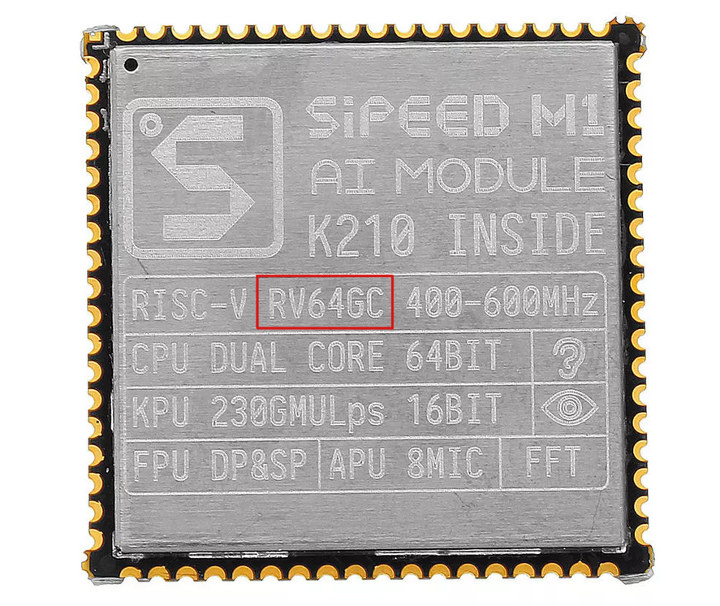 SiPEED M1
AI MODULE
K210 INSIDE
RISC-V RV64GC 400-600MHz
CPU DUAL CORE 64BIT
KPU 230GMULps 16BIT
FPU DP&SP APU 8MIC FFT